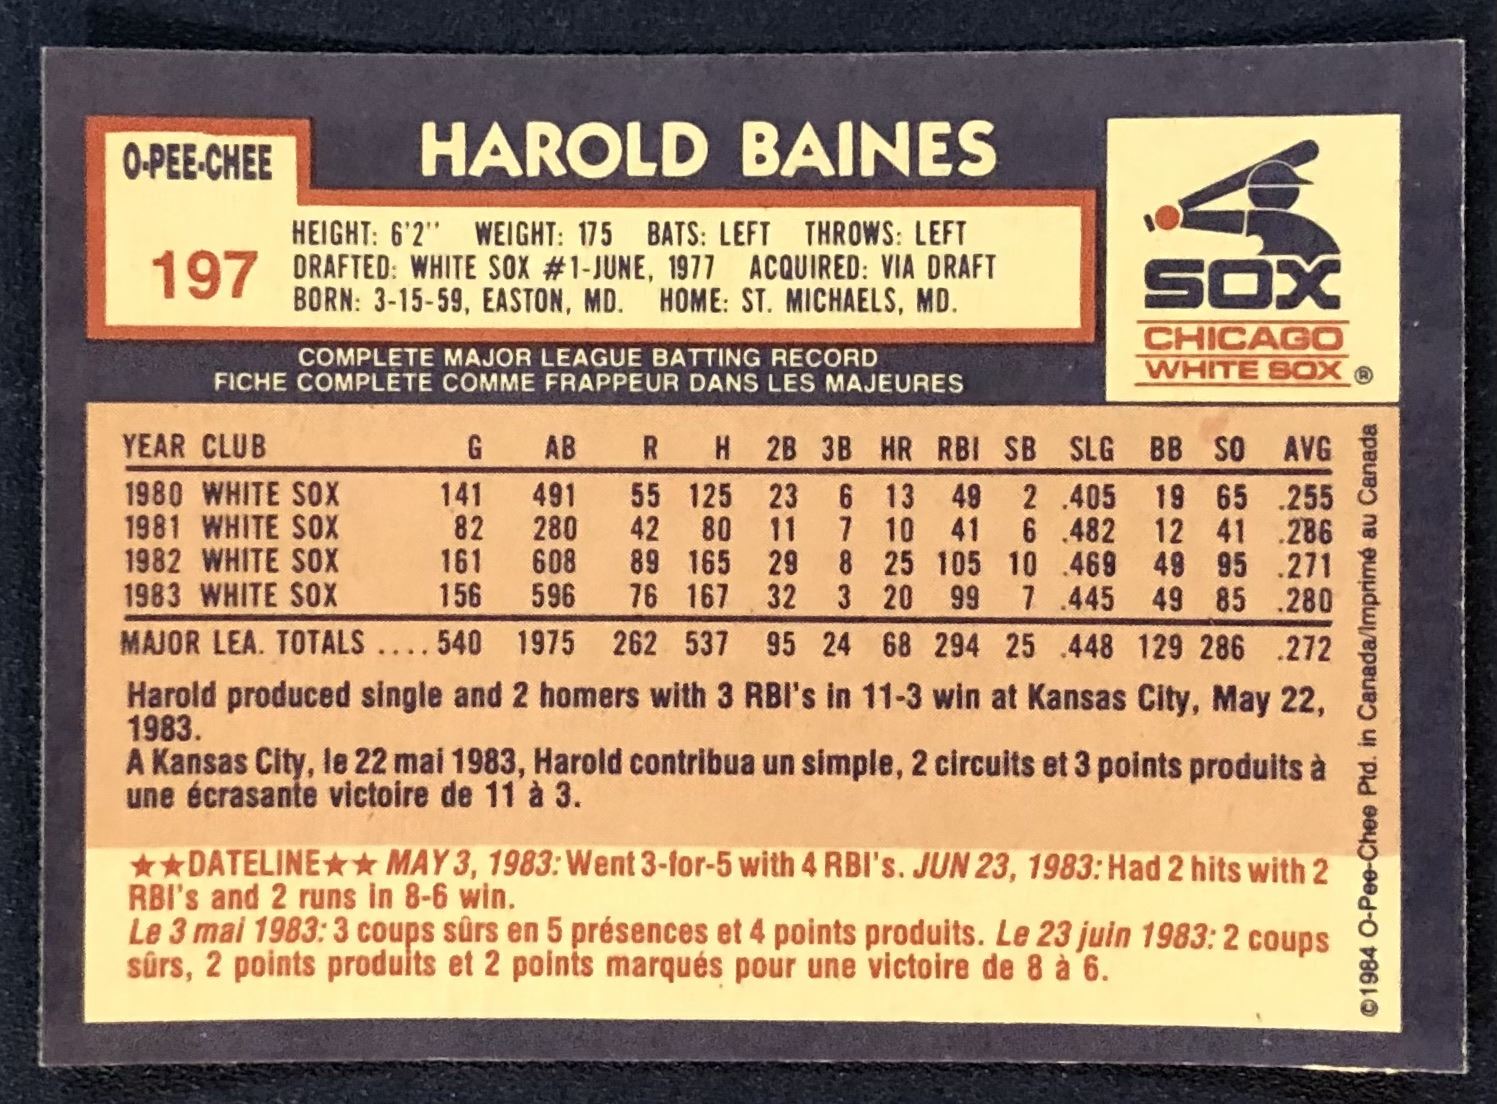 O-PEE-CHEE
HAROLD BAINES
197
HEIGHT: 6'2" WEIGHT: 175 BATS: LEFT THROWS: LEFT
DRAFTED: WHITE SOX #1-JUNE, 1977 ACQUIRED: VIA DRAFT
BORN: 3-15-59, EASTON, MD. HOME: ST. MICHAELS, MD.
SOX
CHICAGO
WHITE SOX ®
COMPLETE MAJOR LEAGUE BATTING RECORD
FICHE COMPLETE COMME FRAPPEUR DANS LES MAJEURES
YEAR CLUB G AB R H 2B 3B HR RBI SB SLG BB SO AVG
1980 WHITE SOX 141 491 55 125 23 6 13 49 2 .405 19 65 .255
1981 WHITE SOX 82 280 42 80 11 7 10 41 6 .482 12 41 .286
1982 WHITE SOX 161 608 89 165 29 8 25 105 10 .469 49 95 .271
1983 WHITE SOX 156 596 76 167 32 3 20 99 7 .445 49 85 .280
MAJOR LEA. TOTALS .... 540 1975 262 537 95 24 68 294 25 .448 129 286 .272
Harold produced single and 2 homers with 3 RBI's in 11-3 win at Kansas City, May 22,
1983.
A Kansas City, le 22 mai 1983, Harold contribua un simple, 2 circuits et 3 points produits à
une écrasante victoire de 11 à 3.
★★DATELINE★★ MAY 3, 1983: Went 3-for-5 with 4 RBI's. JUN 23, 1983: Had 2 hits with 2
RBI's and 2 runs in 8-6 win.
Le 3 mai 1983: 3 coups sûrs en 5 présences et 4 points produits. Le 23 juin 1983: 2 coups
sûrs, 2 points produits et 2 points marqués pour une victoire de 8 à 6.
©1984 O-Pee-Chee Ptd. in Canada/Imprimé au Canada